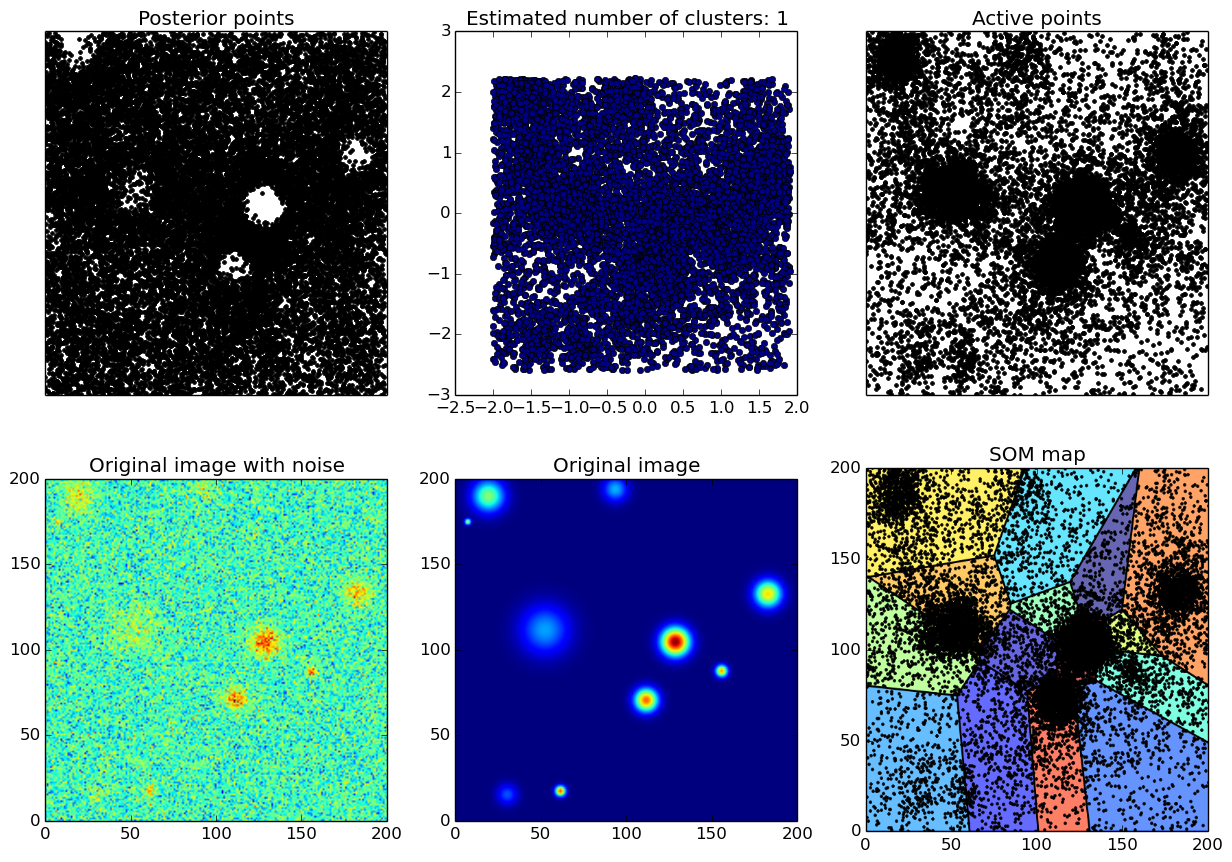 Posterior points
Estimated number of clusters: 1
Active points
3
2
1
0
−1
−2
−3
−2.5 −2.0 −1.5 −1.0 −0.5 0.0 0.5 1.0 1.5 2.0
Original image with noise
Original image
SOM map
200
150
100
50
0
0 50 100 150 200
200
150
100
50
0
0 50 100 150 200
200
150
100
50
0
0 50 100 150 200